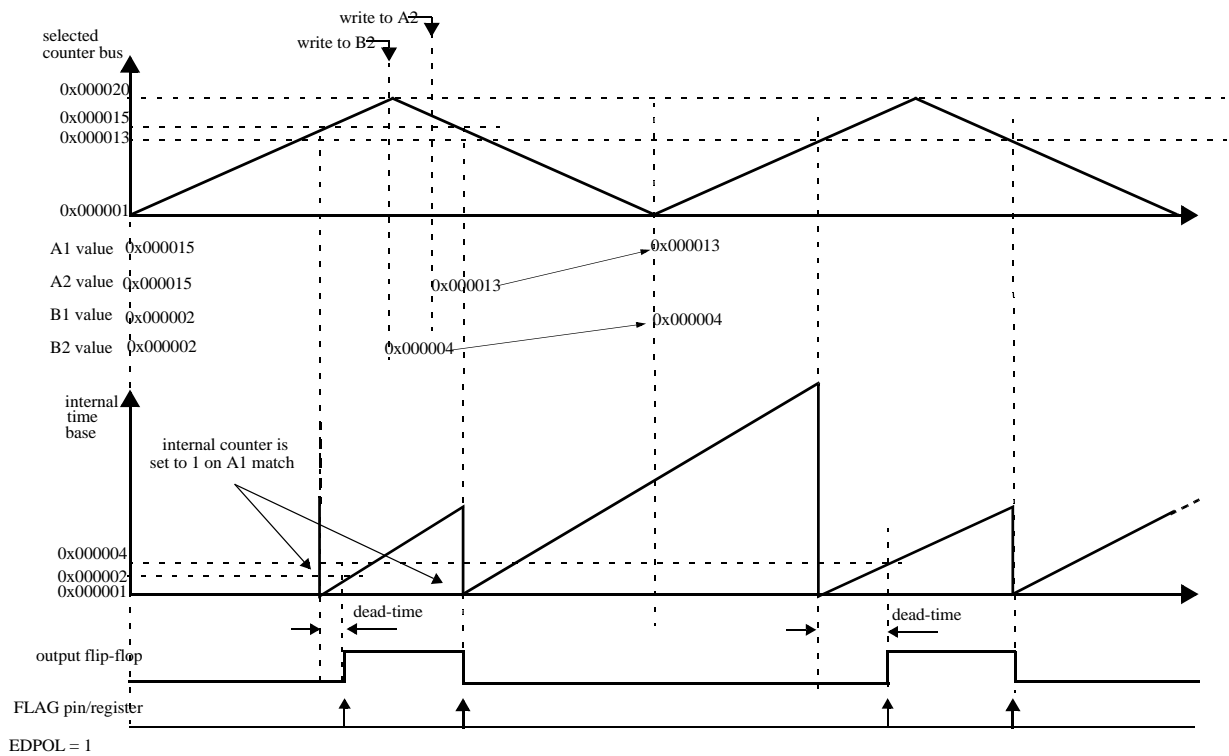 write to A2
write to B2
selected
counter bus
0x000020
0x000015
0x000013
0x000001
A1 value 0x000015 0x000013
A2 value 0x000015 0x000013
B1 value 0x000002 0x000004
B2 value 0x000002 0x000004
internal
time
base
internal counter is
set to 1 on A1 match
0x000004
0x000002
0x000001
dead-time dead-time
output flip-flop
FLAG pin/register
EDPOL = 1